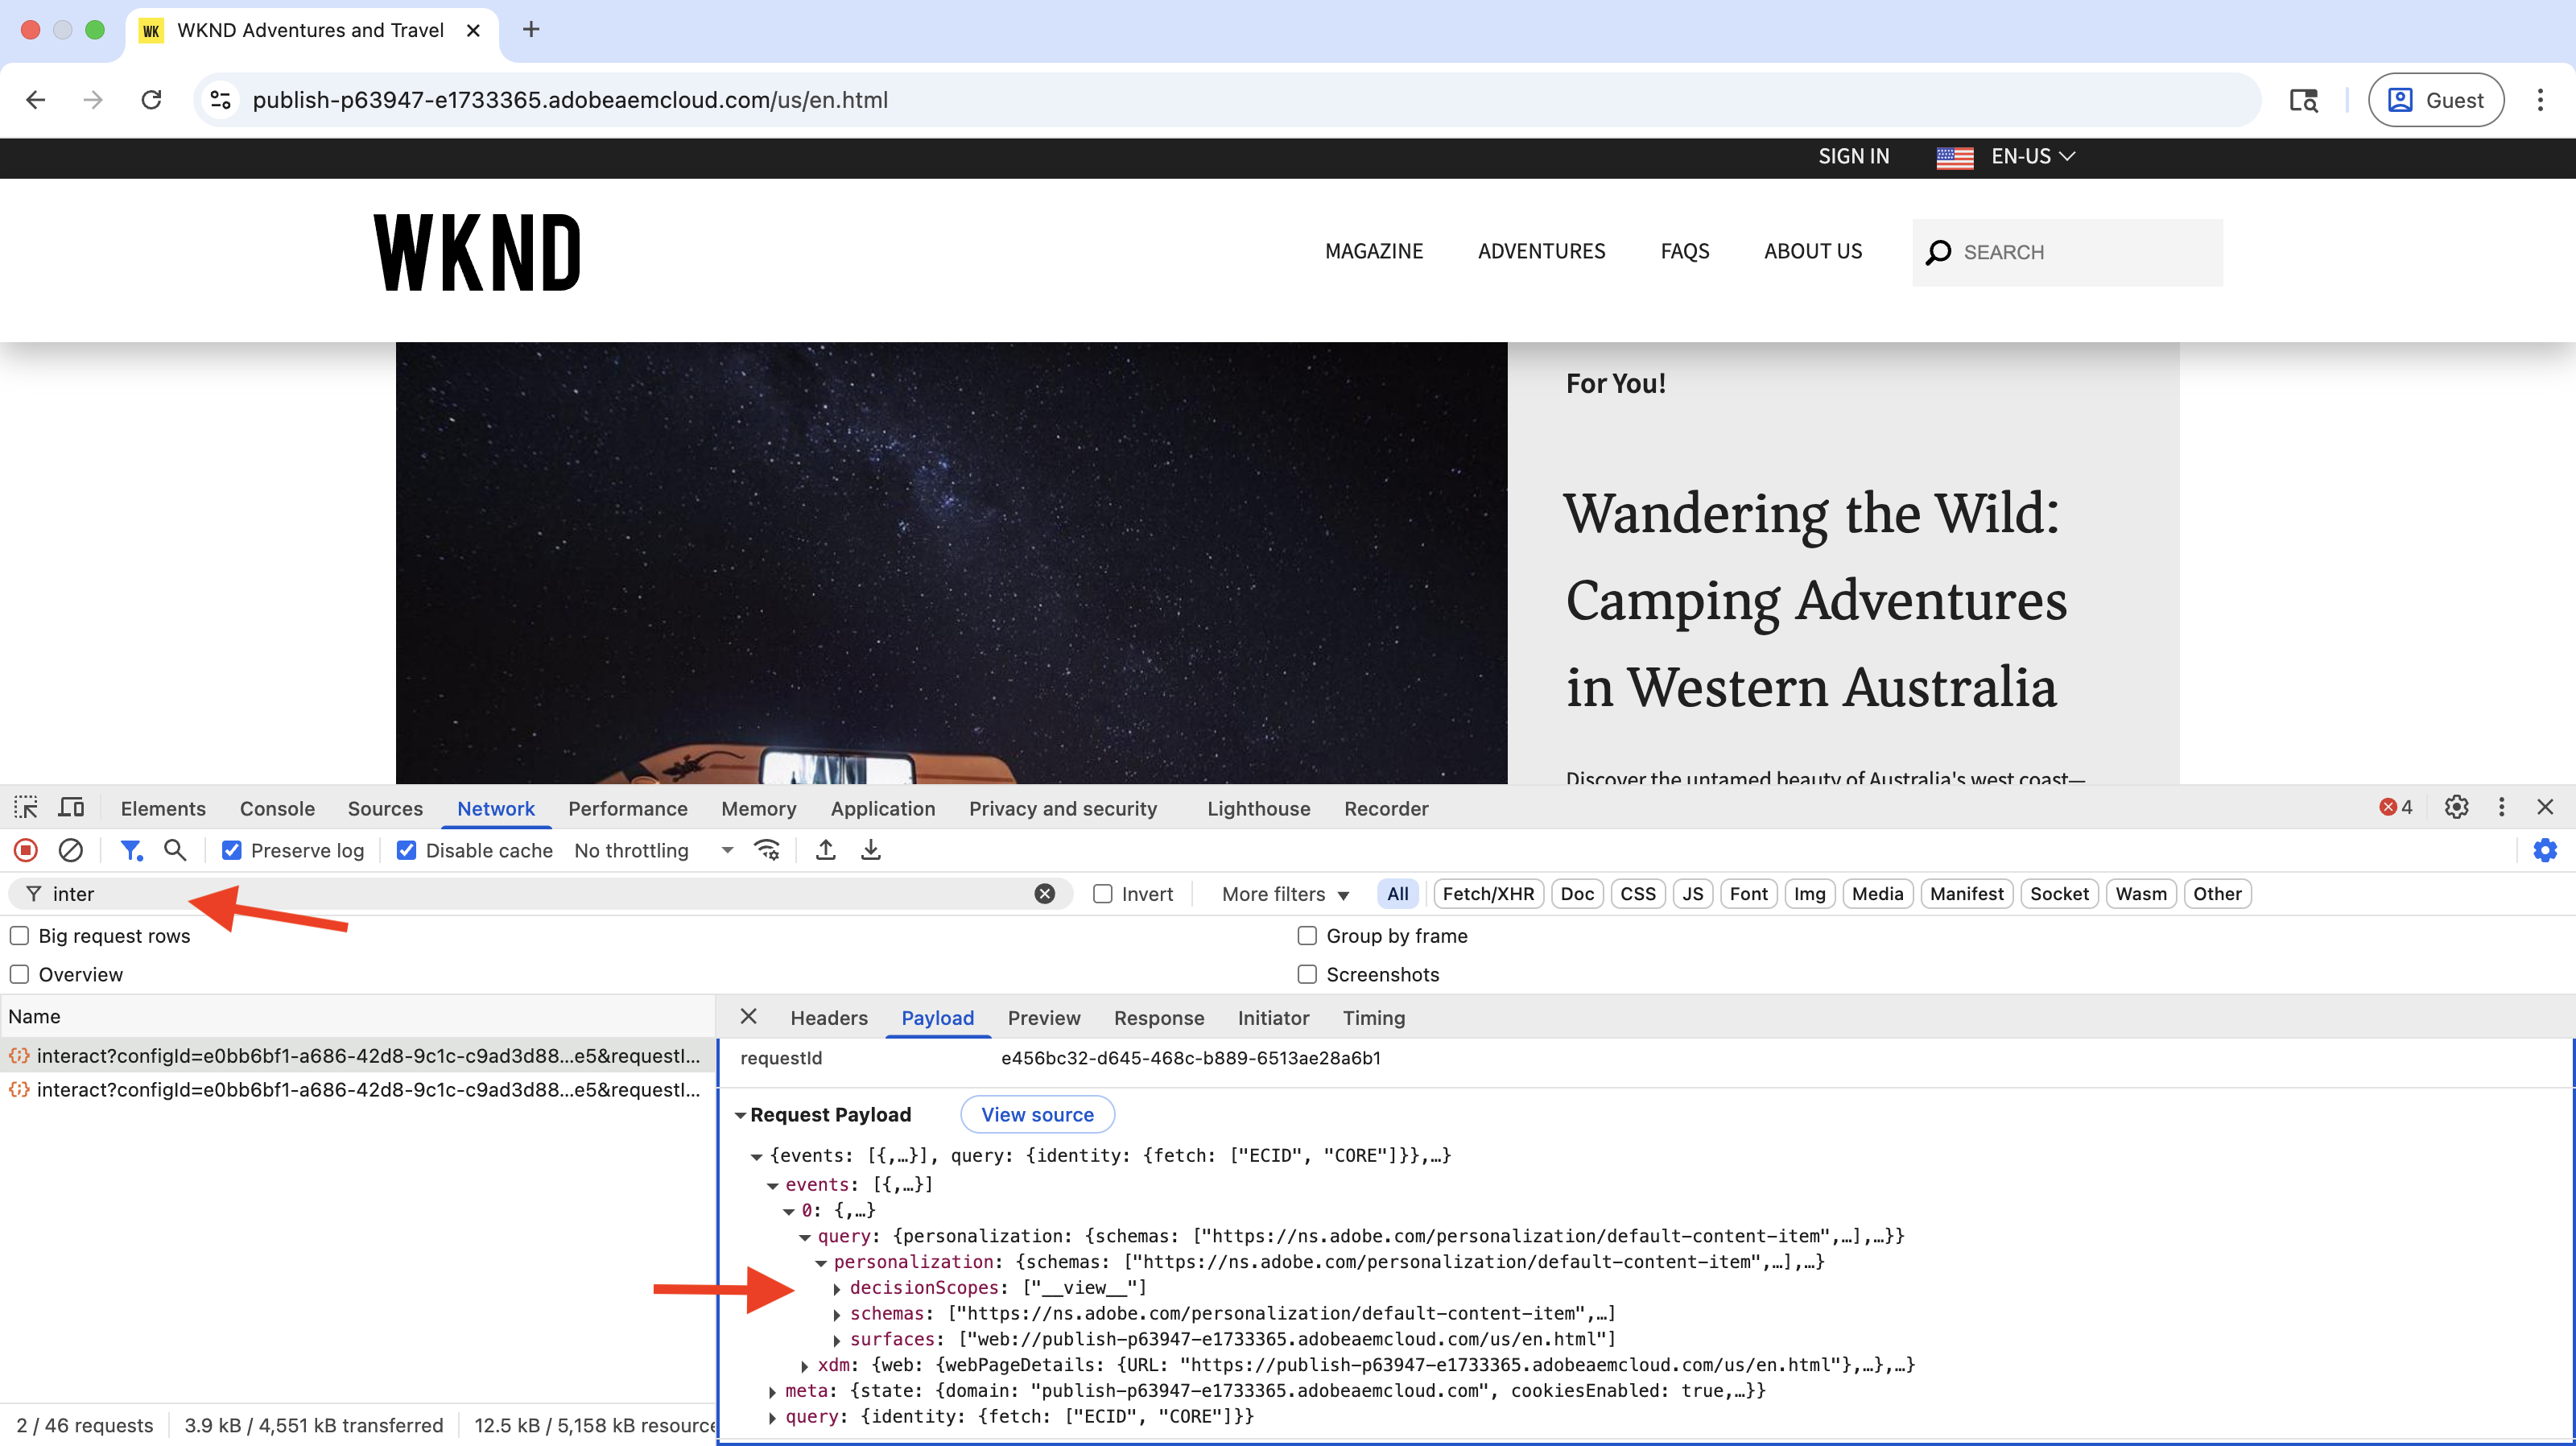 WK WKND Adventures and Travel
publish-p63947-e1733365.adobeaemcloud.com/us/en.html
Guest
SIGN IN EN-US
WKND
MAGAZINE ADVENTURES FAQS ABOUT US SEARCH
For You!
Wandering the Wild:
Camping Adventures
in Western Australia
Discover the untamed beauty of Australia's west coast—
Elements Console Sources Network Performance Memory Application Privacy and security Lighthouse Recorder 4
Preserve log Disable cache No throttling
inter Invert More filters All Fetch/XHR Doc CSS JS Font Img Media Manifest Socket Wasm Other
Big request rows Group by frame
Overview Screenshots
Name
Headers Payload Preview Response Initiator Timing
interact?configId=e0bb6bf1-a686-42d8-9c1c-c9ad3d88...e5&requestI...
interact?configId=e0bb6bf1-a686-42d8-9c1c-c9ad3d88...e5&requestI...
requestId e456bc32-d645-468c-b889-6513ae28a6b1
Request Payload View source
{events: [{,…}], query: {identity: {fetch: ["ECID", "CORE"]}},…}
events: [{,…}]
0: {,…}
query: {personalization: {schemas: ["https://ns.adobe.com/personalization/default-content-item",…],…}}
personalization: {schemas: ["https://ns.adobe.com/personalization/default-content-item",…],…}
decisionScopes: ["__view__"]
schemas: ["https://ns.adobe.com/personalization/default-content-item",…]
surfaces: ["web://publish-p63947-e1733365.adobeaemcloud.com/us/en.html"]
xdm: {web: {webPageDetails: {URL: "https://publish-p63947-e1733365.adobeaemcloud.com/us/en.html"},…},…}
meta: {state: {domain: "publish-p63947-e1733365.adobeaemcloud.com", cookiesEnabled: true,…}}
query: {identity: {fetch: ["ECID", "CORE"]}}
2 / 46 requests 3.9 kB / 4,551 kB transferred 12.5 kB / 5,158 kB resource